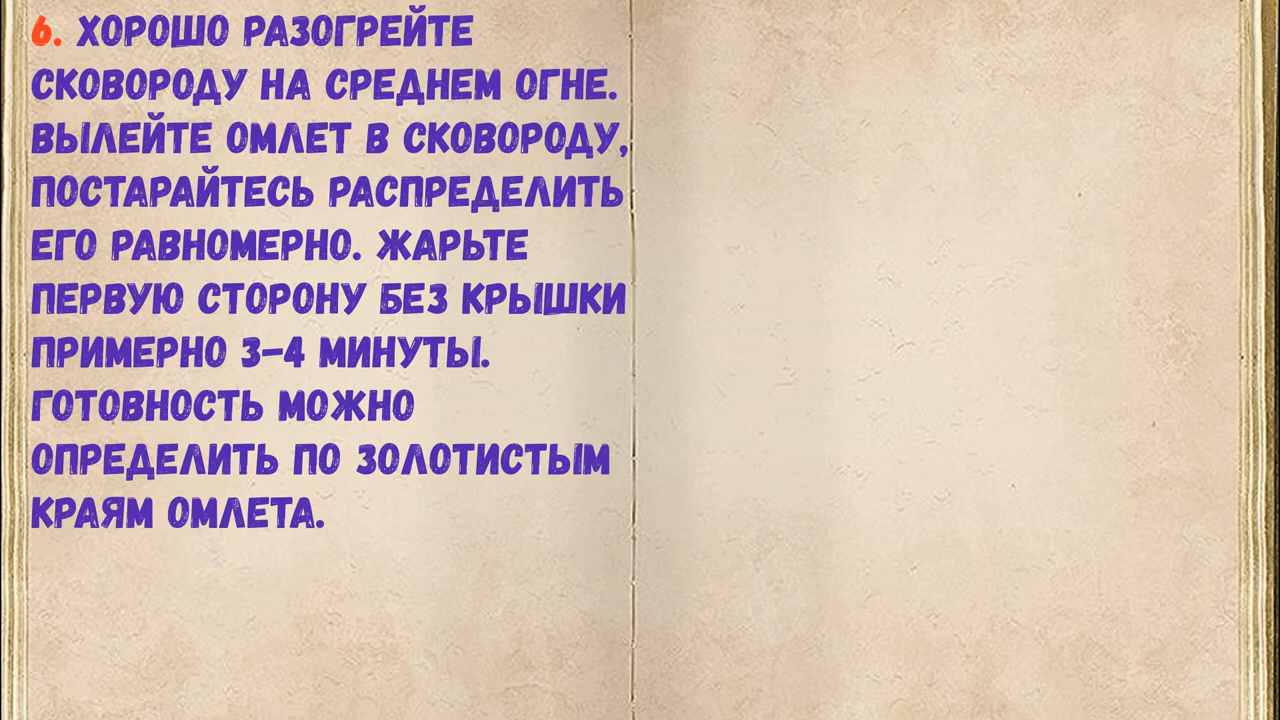 6. ХОРОШО РАЗОГРЕЙТЕ
СКОВОРОДУ НА СРЕДНЕМ ОГНЕ.
ВЫЛЕЙТЕ ОМЛЕТ В СКОВОРОДУ,
ПОСТАРАЙТЕСЬ РАСПРЕДЕЛИТЬ
ЕГО РАВНОМЕРНО. ЖАРЬТЕ
ПЕРВУЮ СТОРОНУ БЕЗ КРЫШКИ
ПРИМЕРНО 3-4 МИНУТЫ.
ГОТОВНОСТЬ МОЖНО
ОПРЕДЕЛИТЬ ПО ЗОЛОТИСТЫМ
КРАЯМ ОМЛЕТА.